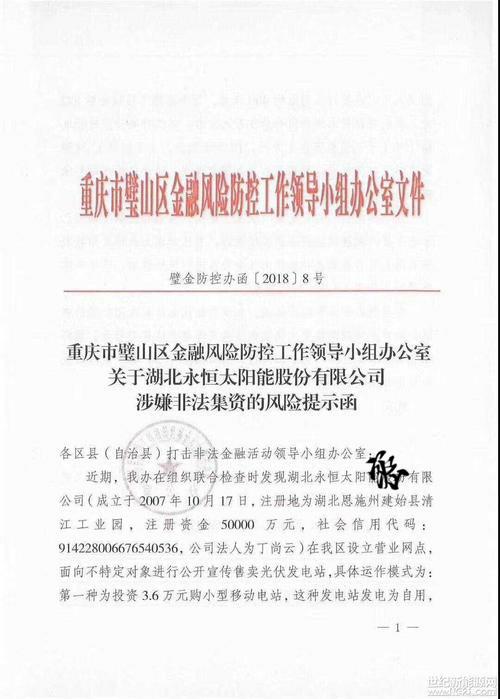 重庆市璧山区金融风险防控工作领导小组办公室文件
璧金防控办函〔2018〕8号
重庆市璧山区金融风险防控工作领导小组办公室
关于湖北永恒太阳能股份有限公司
涉嫌非法集资的风险提示函
各区县（自治县）打击非法金融活动领导小组办公室：
近期，我办在组织联合检查时发现湖北永恒太阳能股份有限
公司（成立于2007年10月17日，注册地为湖北恩施州建始县清
江工业园，注册资金50000万元，社会信用代码：
914228006676540536，公司法人为丁尚云）在我区设立营业网点，
面向不特定对象进行公开宣传售卖光伏发电站，具体运作模式为：
第一种为投资3.6万元购小型移动电站，这种发电站发电为自用，
— 1 —
世纪新能源网